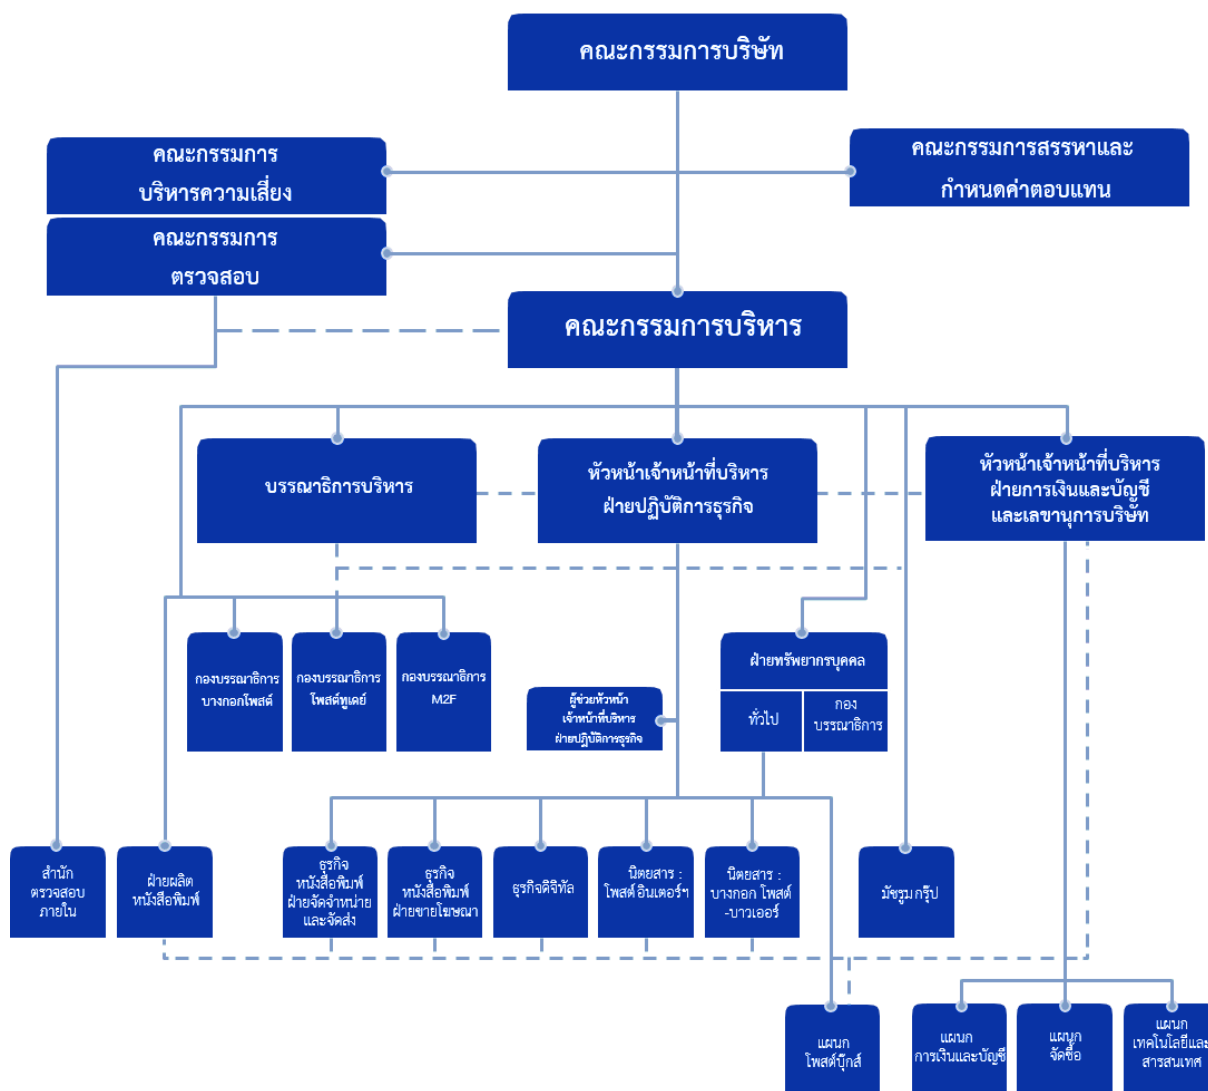 คณะกรรมการบริษัท
คณะกรรมการ
บริหารความเสี่ยง
คณะกรรมการสรรหาและ
กำหนดค่าตอบแทน
คณะกรรมการ
ตรวจสอบ
คณะกรรมการบริหาร
บรรณาธิการบริหาร
หัวหน้าเจ้าหน้าที่บริหาร
ฝ่ายปฏิบัติการธุรกิจ
หัวหน้าเจ้าหน้าที่บริหาร
ฝ่ายการเงินและบัญชี
และเลขานุการบริษัท
กองบรรณาธิการ
บางกอกโพสต์
กองบรรณาธิการ
โพสต์ทูเดย์
กองบรรณาธิการ
M2F
ผู้ช่วยหัวหน้า
เจ้าหน้าที่บริหาร
ฝ่ายปฏิบัติการธุรกิจ
ฝ่ายทรัพยากรบุคคล
ทั่วไป
กอง
บรรณาธิการ
สำนัก
ตรวจสอบ
ภายใน
ฝ่ายผลิต
หนังสือพิมพ์
ธุรกิจ
หนังสือพิมพ์
ฝ่ายจัดจำหน่าย
และจัดส่ง
ธุรกิจ
หนังสือพิมพ์
ฝ่ายขายโฆษณา
ธุรกิจดิจิทัล
นิตยสาร :
โพสต์ อินเตอร์ฯ
นิตยสาร :
บางกอก โพสต์
-บาวเออร์
มัชรูม กรุ๊ป
แผนก
โพสต์บุ๊กส์
แผนก
การเงินและบัญชี
แผนก
จัดซื้อ
แผนก
เทคโนโลยีและ
สารสนเทศ